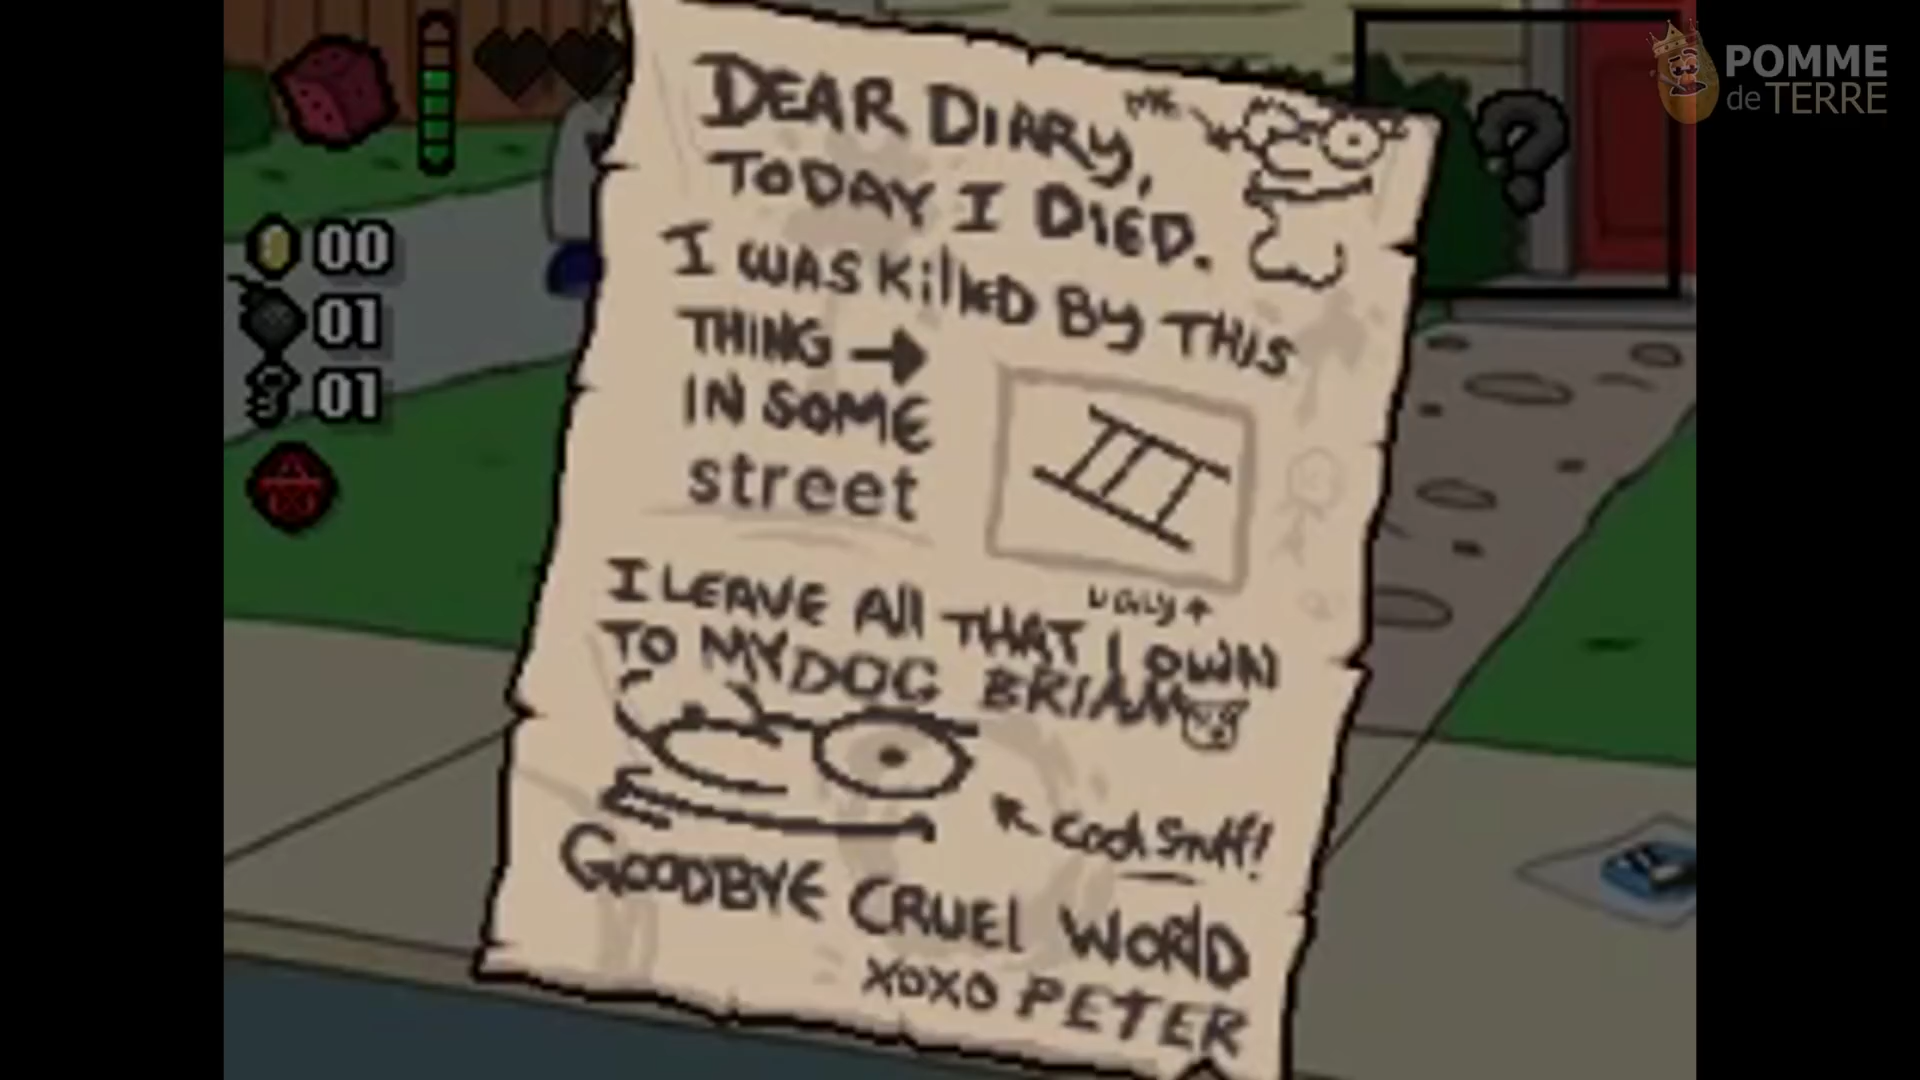 POMME
de TERRE
00
01
01
DEAR DIARY,
ME
TODAY I DIED.
I WAS KillED BY THIS
THING
IN SOME
street
UGLY
I LEAVE All THAT I OWN
TO MY DOG BRIAN
Cool Stuff!
GOODBYE CRUEl WORlD
XOXO PETER